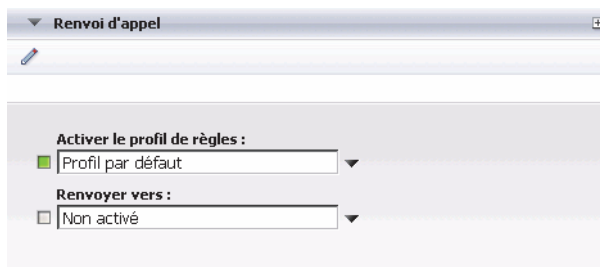 Renvoi d'appel
Activer le profil de règles :
Profil par défaut
Renvoyer vers :
Non activé